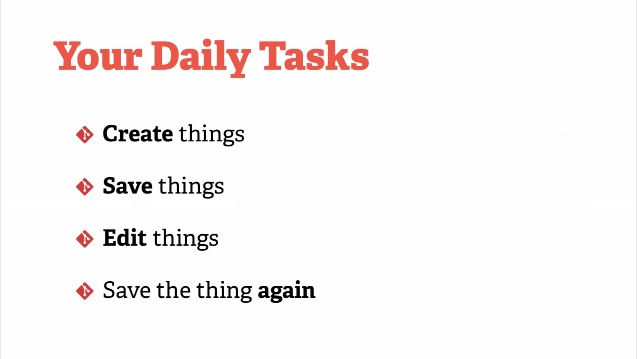 Your Daily Tasks
Create things
Save things
Edit things
Save the thing again